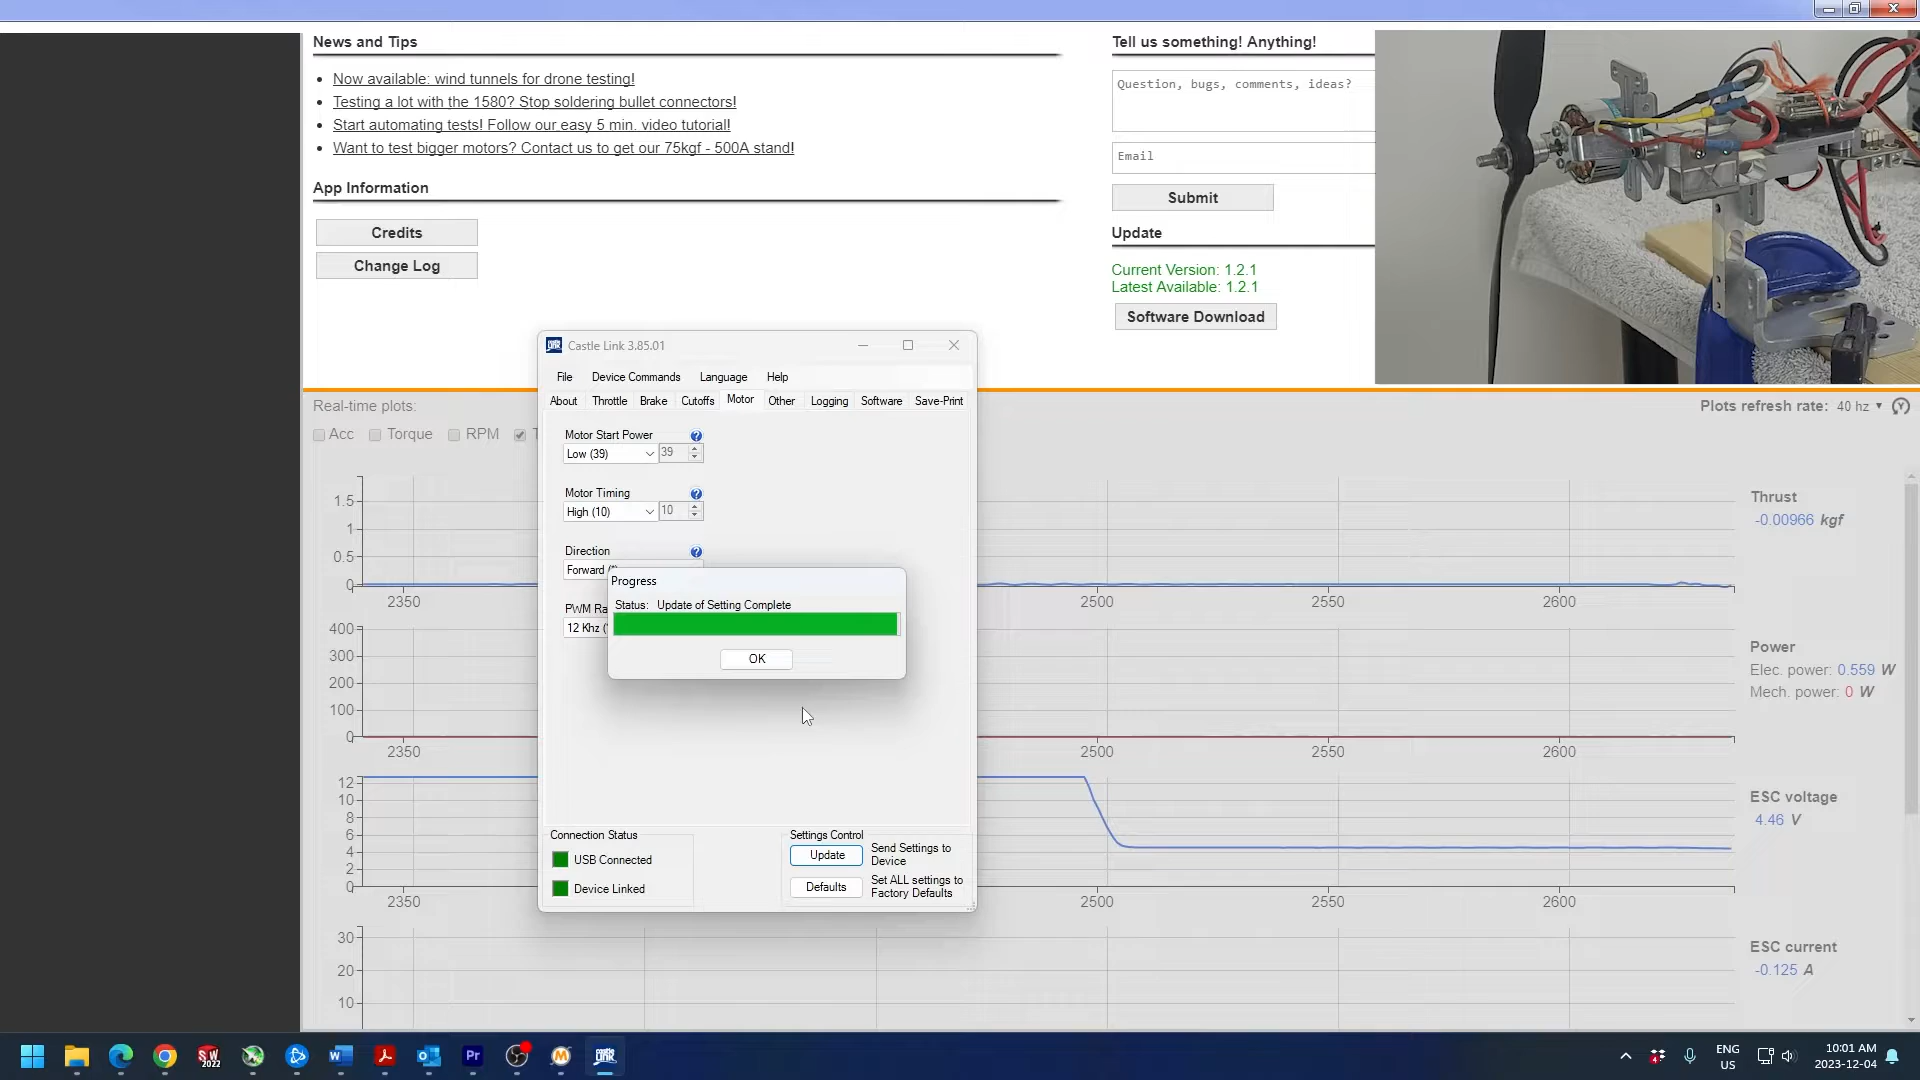 News and Tips
Now available: wind tunnels for drone testing!
Testing a lot with the 1580? Stop soldering bullet connectors!
Start automating tests! Follow our easy 5 min. video tutorial!
Want to test bigger motors? Contact us to get our 75kgf - 500A stand!
App Information
Credits
Change Log
Tell us something! Anything!
Question, bugs, comments, ideas?
Email
Submit
Update
Current Version: 1.2.1
Latest Available: 1.2.1
Software Download
Castle Link 3.85.01
File Device Commands Language Help
About Throttle Brake Cutoffs Motor Other Logging Software Save-Print
Motor Start Power
Low (39) 39
Motor Timing
High (10) 10
Direction
Forward
PWM Ra
12 Khz
Progress
Status: Update of Setting Complete
OK
Connection Status
USB Connected
Device Linked
Settings Control
Update Send Settings to Device
Defaults Set ALL settings to Factory Defaults
Real-time plots:
Acc Torque RPM T
Plots refresh rate: 40 hz
1.5
1
0.5
0
2350 2500 2550 2600
Thrust
-0.00966 kgf
400
300
200
100
0
2350 2500 2550 2600
Power
Elec. power: 0.559 W
Mech. power: 0 W
12
10
8
6
4
2
0
2350 2500 2550 2600
ESC voltage
4.46 V
30
20
10
ESC current
-0.125 A
SW 2022
W
Pr
ENG
US
10:01 AM
2023-12-04